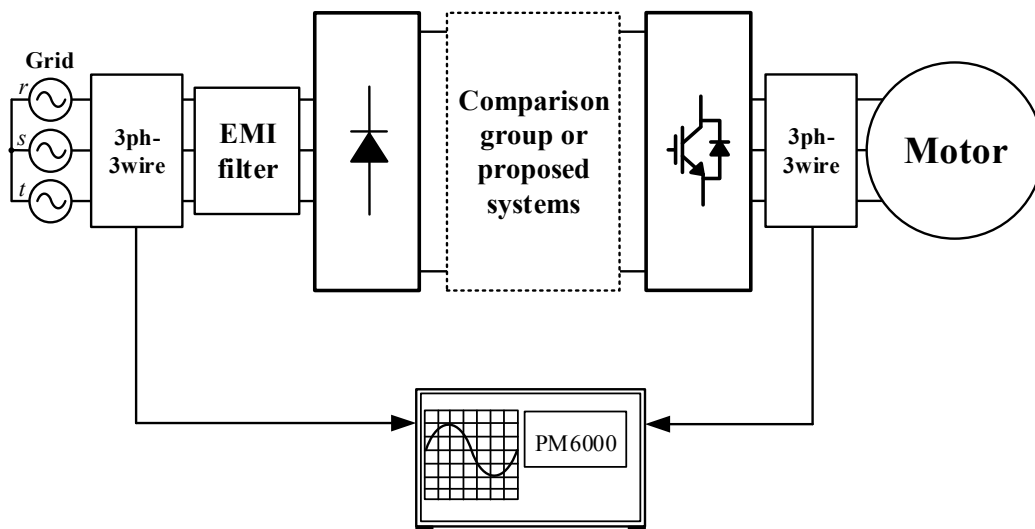 Grid
r
s
t
3ph-
3wire
EMI
filter
Comparison
group or
proposed
systems
3ph-
3wire
Motor
PM6000